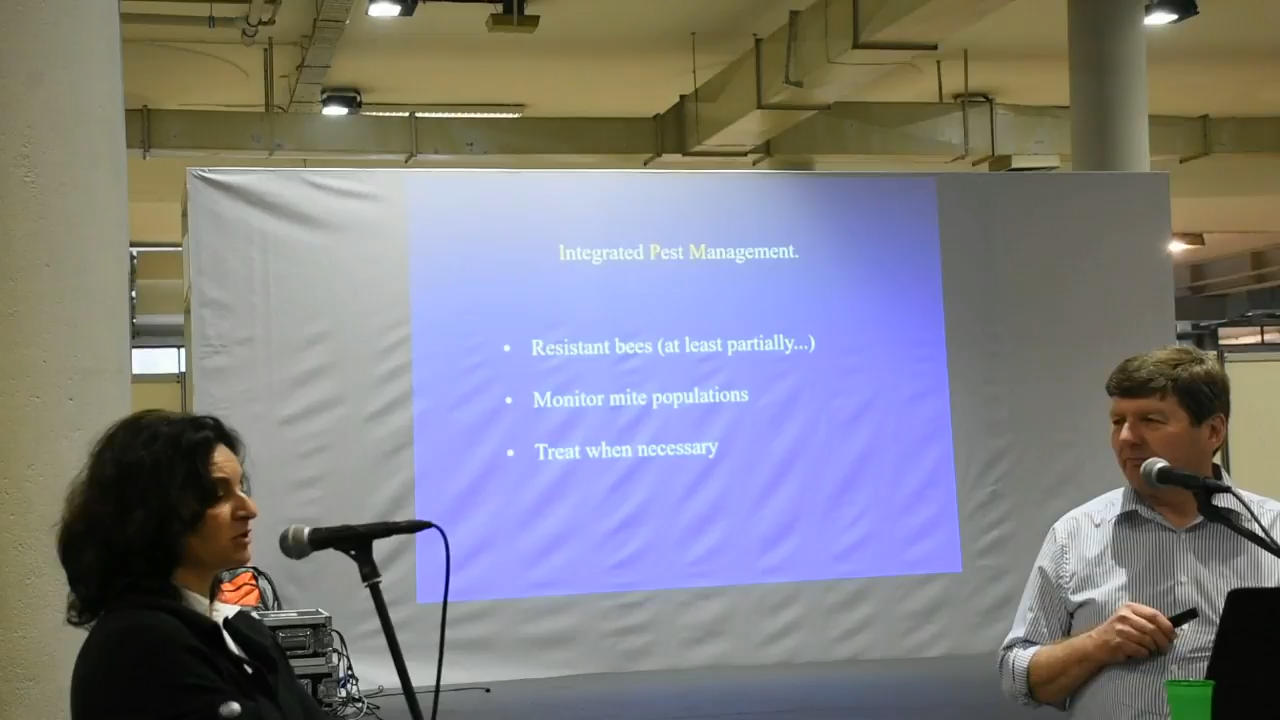 Integrated Pest Management.
• Resistant bees (at least partially...)
• Monitor mite populations
• Treat when necessary